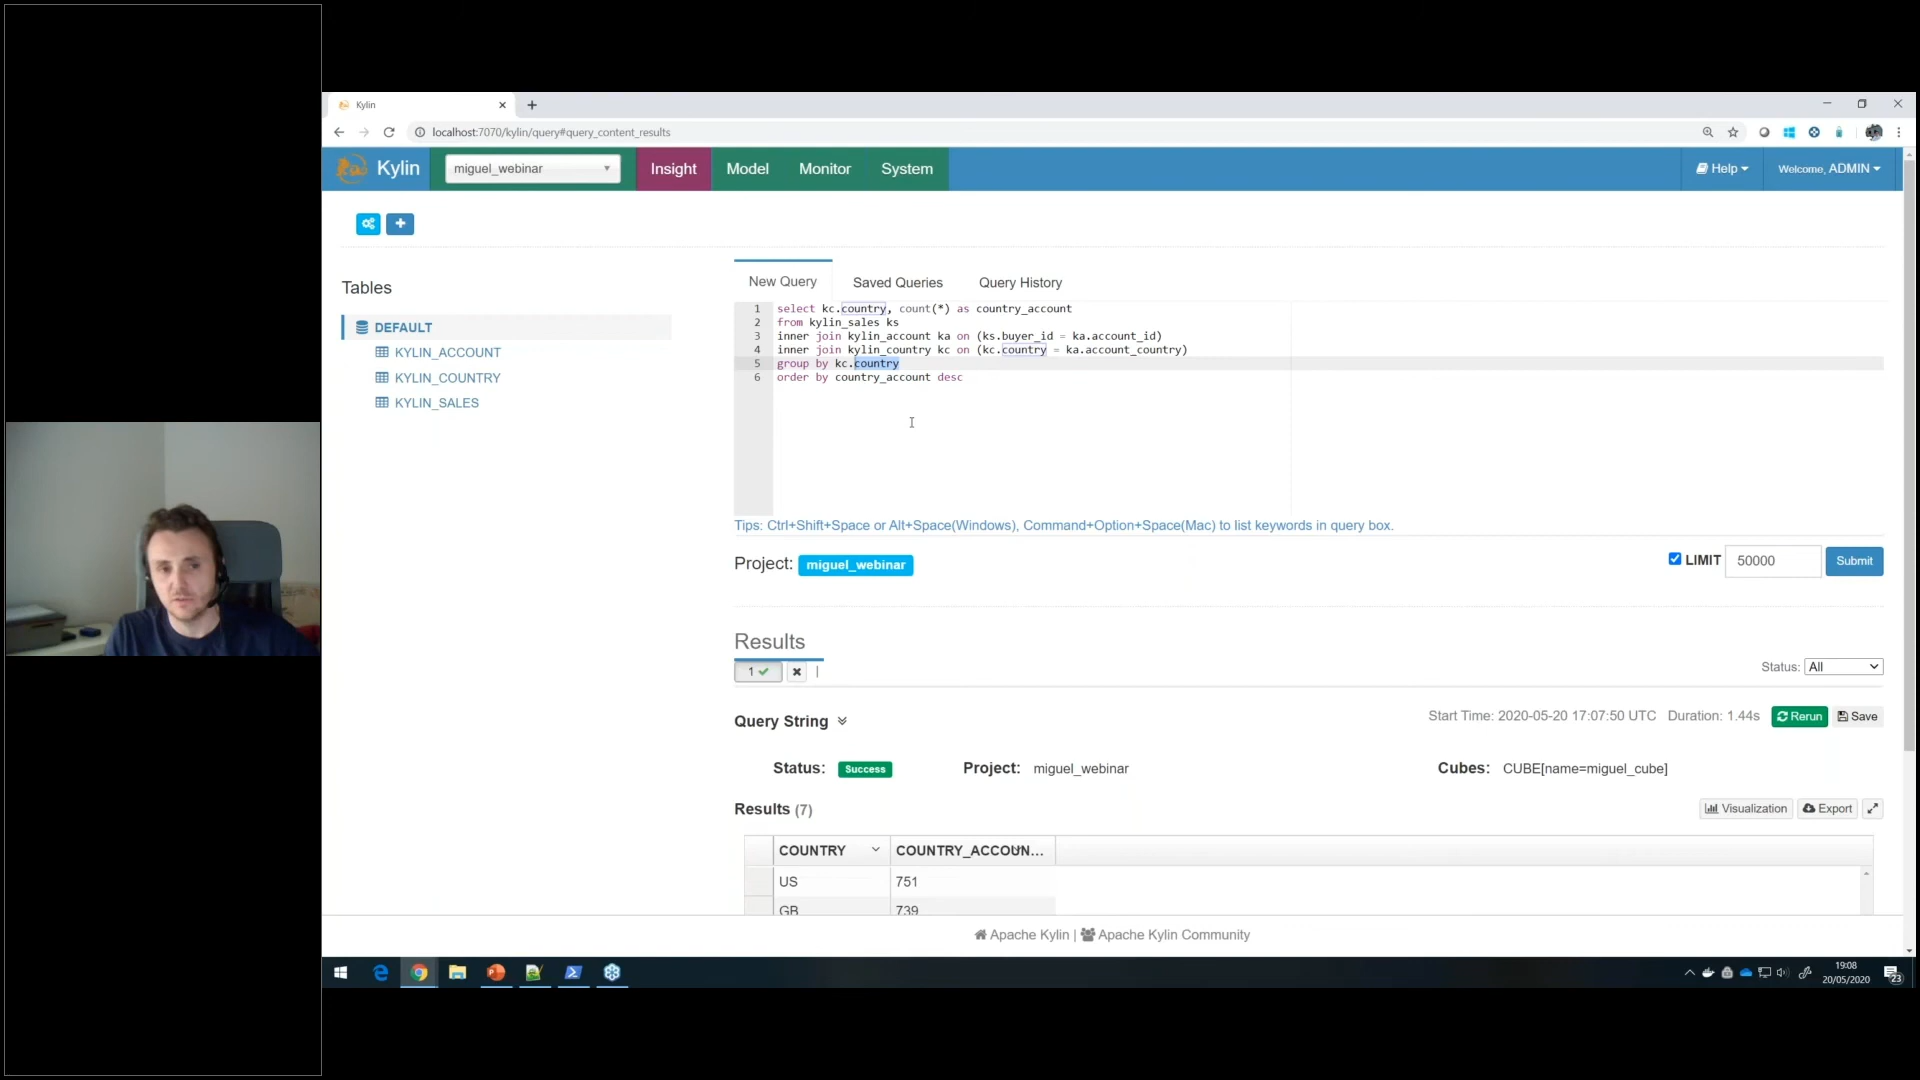 Kylin
localhost:7070/kylin/query#query_content_results
Kylin
miguel_webinar
Insight
Model
Monitor
System
Help
Welcome, ADMIN
Tables
DEFAULT
KYLIN_ACCOUNT
KYLIN_COUNTRY
KYLIN_SALES
New Query
Saved Queries
Query History
1 select kc.country, count(*) as country_account
2 from kylin_sales ks
3 inner join kylin_account ka on (ks.buyer_id = ka.account_id)
4 inner join kylin_country kc on (kc.country = ka.account_country)
5 group by kc.country
6 order by country_account desc
Tips: Ctrl+Shift+Space or Alt+Space(Windows), Command+Option+Space(Mac) to list keywords in query box.
Project: miguel_webinar
LIMIT 50000 Submit
Results
1
Status: All
Query String
Start Time: 2020-05-20 17:07:50 UTC Duration: 1.44s Rerun Save
Status: Success Project: miguel_webinar Cubes: CUBE[name=miguel_cube]
Results (7)
Visualization Export
COUNTRY COUNTRY_ACCOUN...
US 751
GB 739
Apache Kylin | Apache Kylin Community
19:08
20/05/2020
23